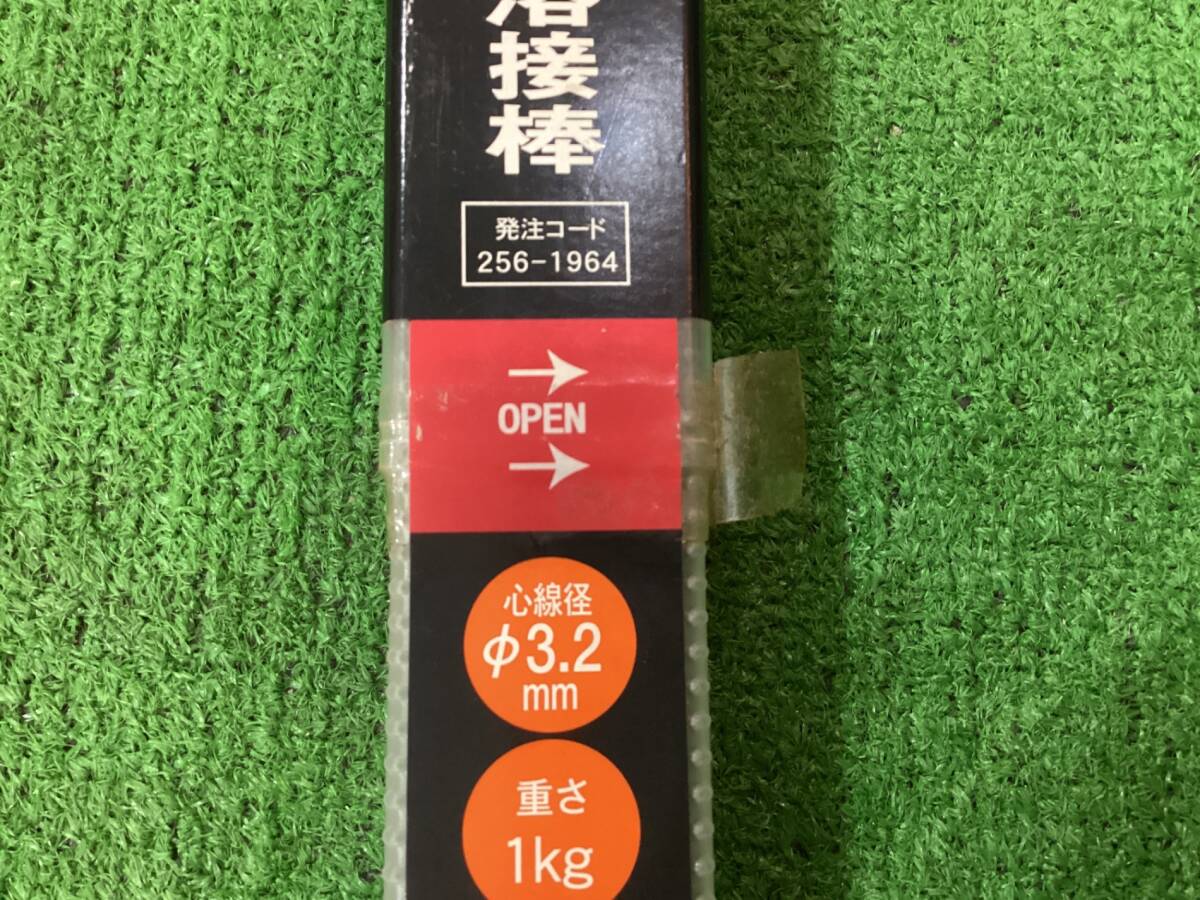 溶接棒
発注コード
256-1964
→
OPEN
→
心線径
φ3.2
mm
重さ
1kg